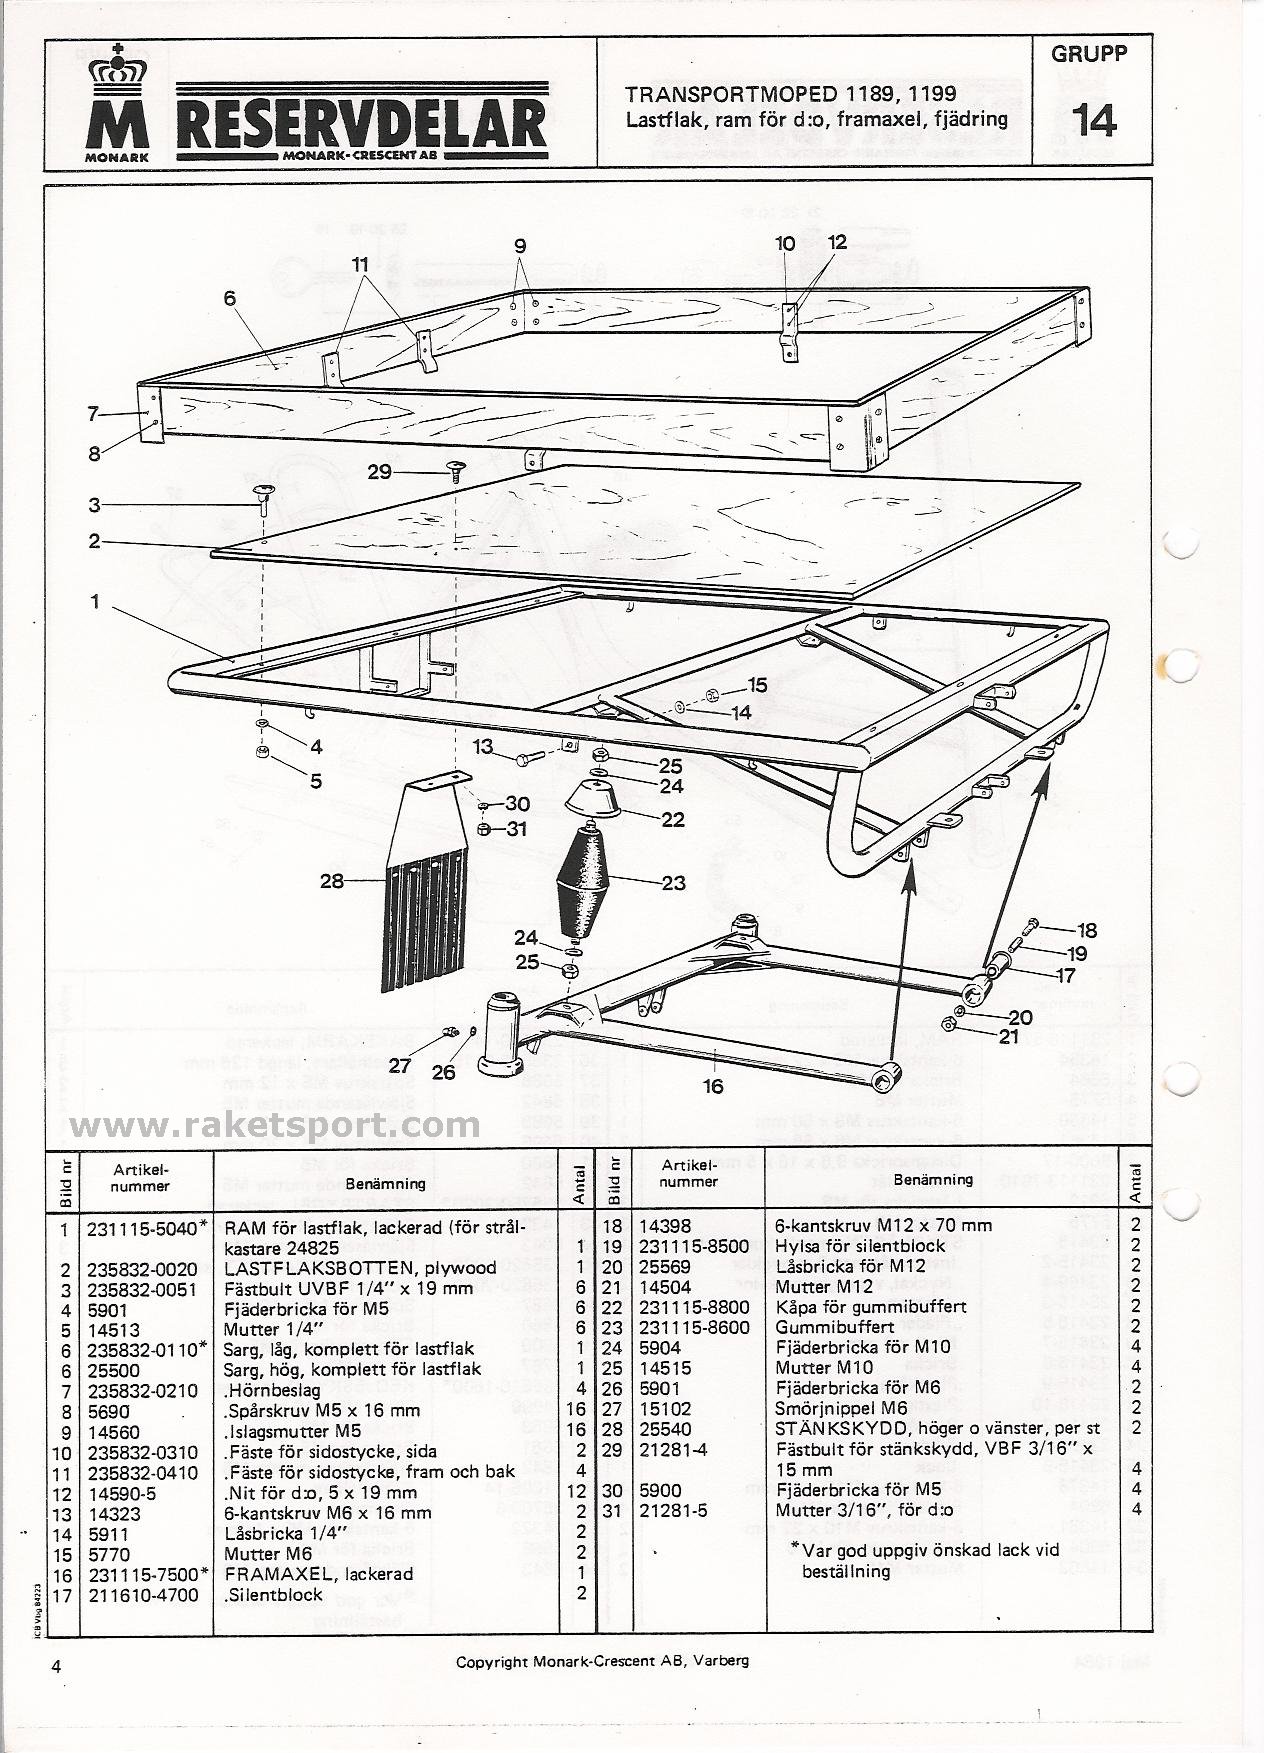 M
MONARK
RESERVDELAR
MONARK-CRESCENT AB
TRANSPORTMOPED 1189, 1199
Lastflak, ram för d:o, framaxel, fjädring
GRUPP
14
9
10
12
11
6
7
8
29
3
2
1
15
14
4
13
5
25
24
30
22
31
28
23
24
18
19
25
17
20
27
26
21
16
www.raketsport.com
Bild nr Artikel-nummer Benämning Antal
1 231115-5040* RAM för lastflak, lackerad (för strål-
kastare 24825 1
2 235832-0020 LASTFLAKSBOTTEN, plywood 1
3 235832-0051 Fästbult UVBF 1/4" x 19 mm 6
4 5901 Fjäderbricka för M5 6
5 14513 Mutter 1/4" 6
6 235832-0110* Sarg, låg, komplett för lastflak 1
6 25500 Sarg, hög, komplett för lastflak 1
7 235832-0210 .Hörnbeslag 4
8 5690 .Spårskruv M5 x 16 mm 16
9 14560 .Islagsmutter M5 16
10 235832-0310 .Fäste för sidostycke, sida 2
11 235832-0410 .Fäste för sidostycke, fram och bak 4
12 14590-5 .Nit för d:o, 5 x 19 mm 12
13 14323 6-kantskruv M6 x 16 mm 2
14 5911 Låsbricka 1/4" 2
15 5770 Mutter M6 2
16 231115-7500* FRAMAXEL, lackerad 1
17 211610-4700 .Silentblock 2
Bild nr Artikel-nummer Benämning Antal
18 14398 6-kantskruv M12 x 70 mm 2
19 231115-8500 Hylsa för silentblock 2
20 25569 Låsbricka för M12 2
21 14504 Mutter M12 2
22 231115-8800 Kåpa för gummibuffert 2
23 231115-8600 Gummibuffert 2
24 5904 Fjäderbricka för M10 4
25 14515 Mutter M10 4
26 5901 Fjäderbricka för M6 2
27 15102 Smörjnippel M6 2
28 25540 STÄNKSKYDD, höger o vänster, per st 2
29 21281-4 Fästbult för stänkskydd, VBF 3/16" x
15 mm 4
30 5900 Fjäderbricka för M5 4
31 21281-5 Mutter 3/16", för d:o 4
*Var god uppgiv önskad lack vid
beställning
JCB Vbg 84223
4
Copyright Monark-Crescent AB, Varberg